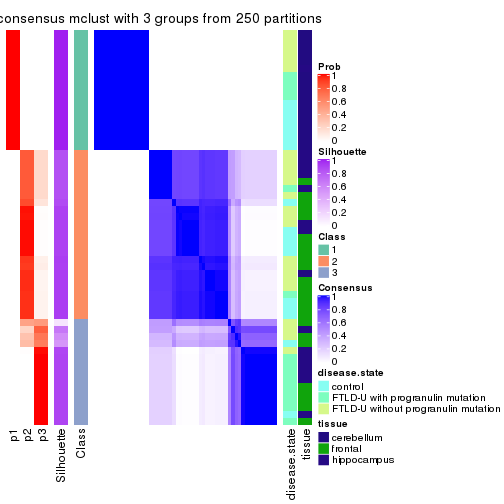 consensus mclust with 3 groups from 250 partitions
Prob
1
0.8
0.6
0.4
0.2
0
Silhouette
1
0.8
0.6
0.4
0.2
0
Class
1
2
3
Consensus
1
0.8
0.6
0.4
0.2
0
disease.state
control
FTLD-U with progranulin mutation
FTLD-U without progranulin mutation
tissue
cerebellum
frontal
hippocampus
p1
p2
p3
Silhouette
Class
disease.state
tissue